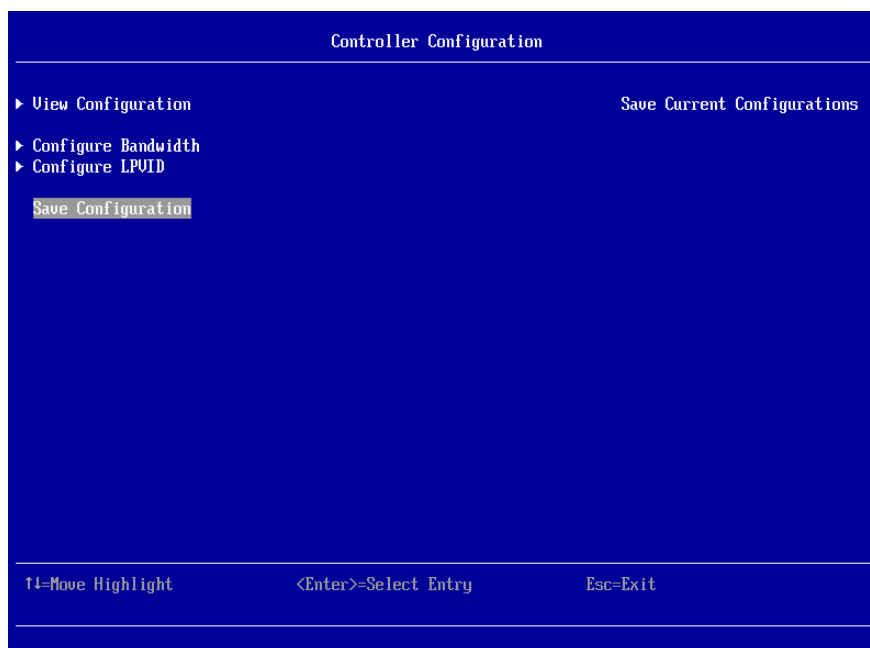 Controller Configuration
▶ View Configuration Save Current Configurations
▶ Configure Bandwidth
▶ Configure LPVID
Save Configuration
↑↓=Move Highlight <Enter>=Select Entry Esc=Exit